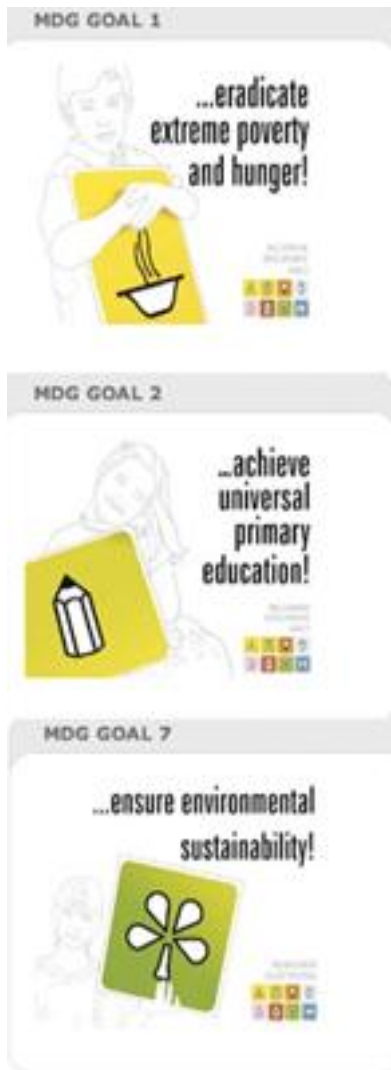 MDG GOAL 1
...eradicate
extreme poverty
and hunger!
MDG GOAL 2
...achieve
universal
primary
education!
MDG GOAL 7
...ensure environmental
sustainability!